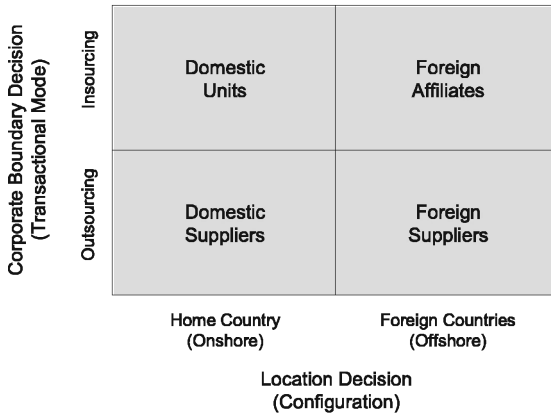 Corporate Boundary Decision
(Transactional Mode)
Insourcing
Outsourcing
Domestic
Units
Foreign
Affiliates
Domestic
Suppliers
Foreign
Suppliers
Home Country
(Onshore)
Foreign Countries
(Offshore)
Location Decision
(Configuration)